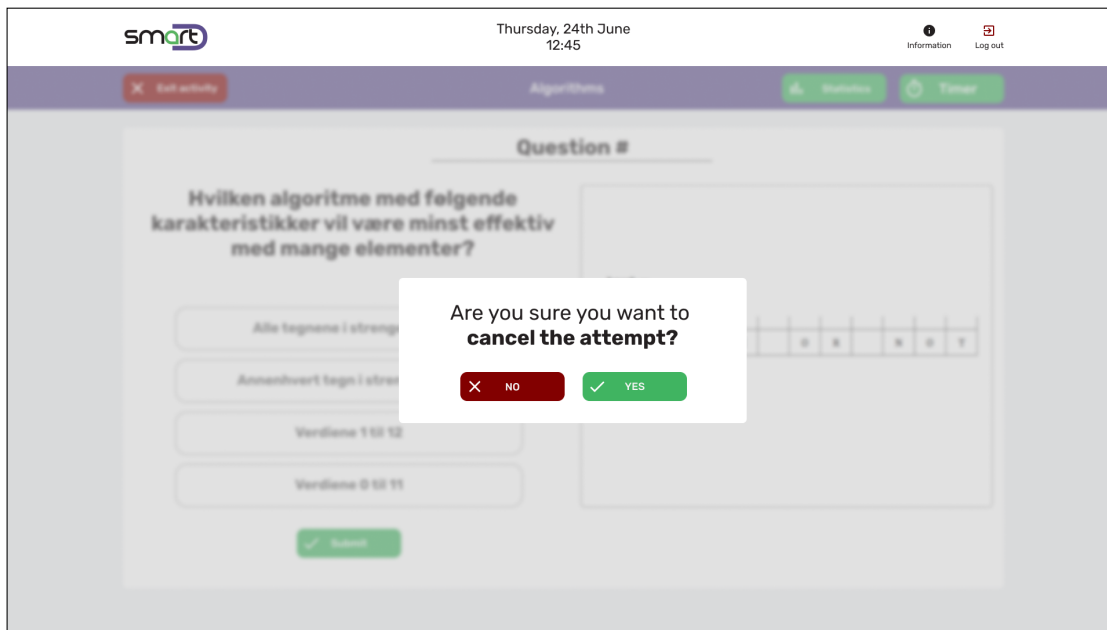 smart
Thursday, 24th June
12:45
Information
Log out
Exit activity
Algorithms
Statistics
Timer
Question #
Hvilken algoritme med følgende
karakteristikker vil være minst effektiv
med mange elementer?
Alle tegnene i
Annenhvert tegn i
Verdiene 1 til 12
Verdiene 0 til 11
Submit
O R N O T
Are you sure you want to
cancel the attempt?
NO
YES